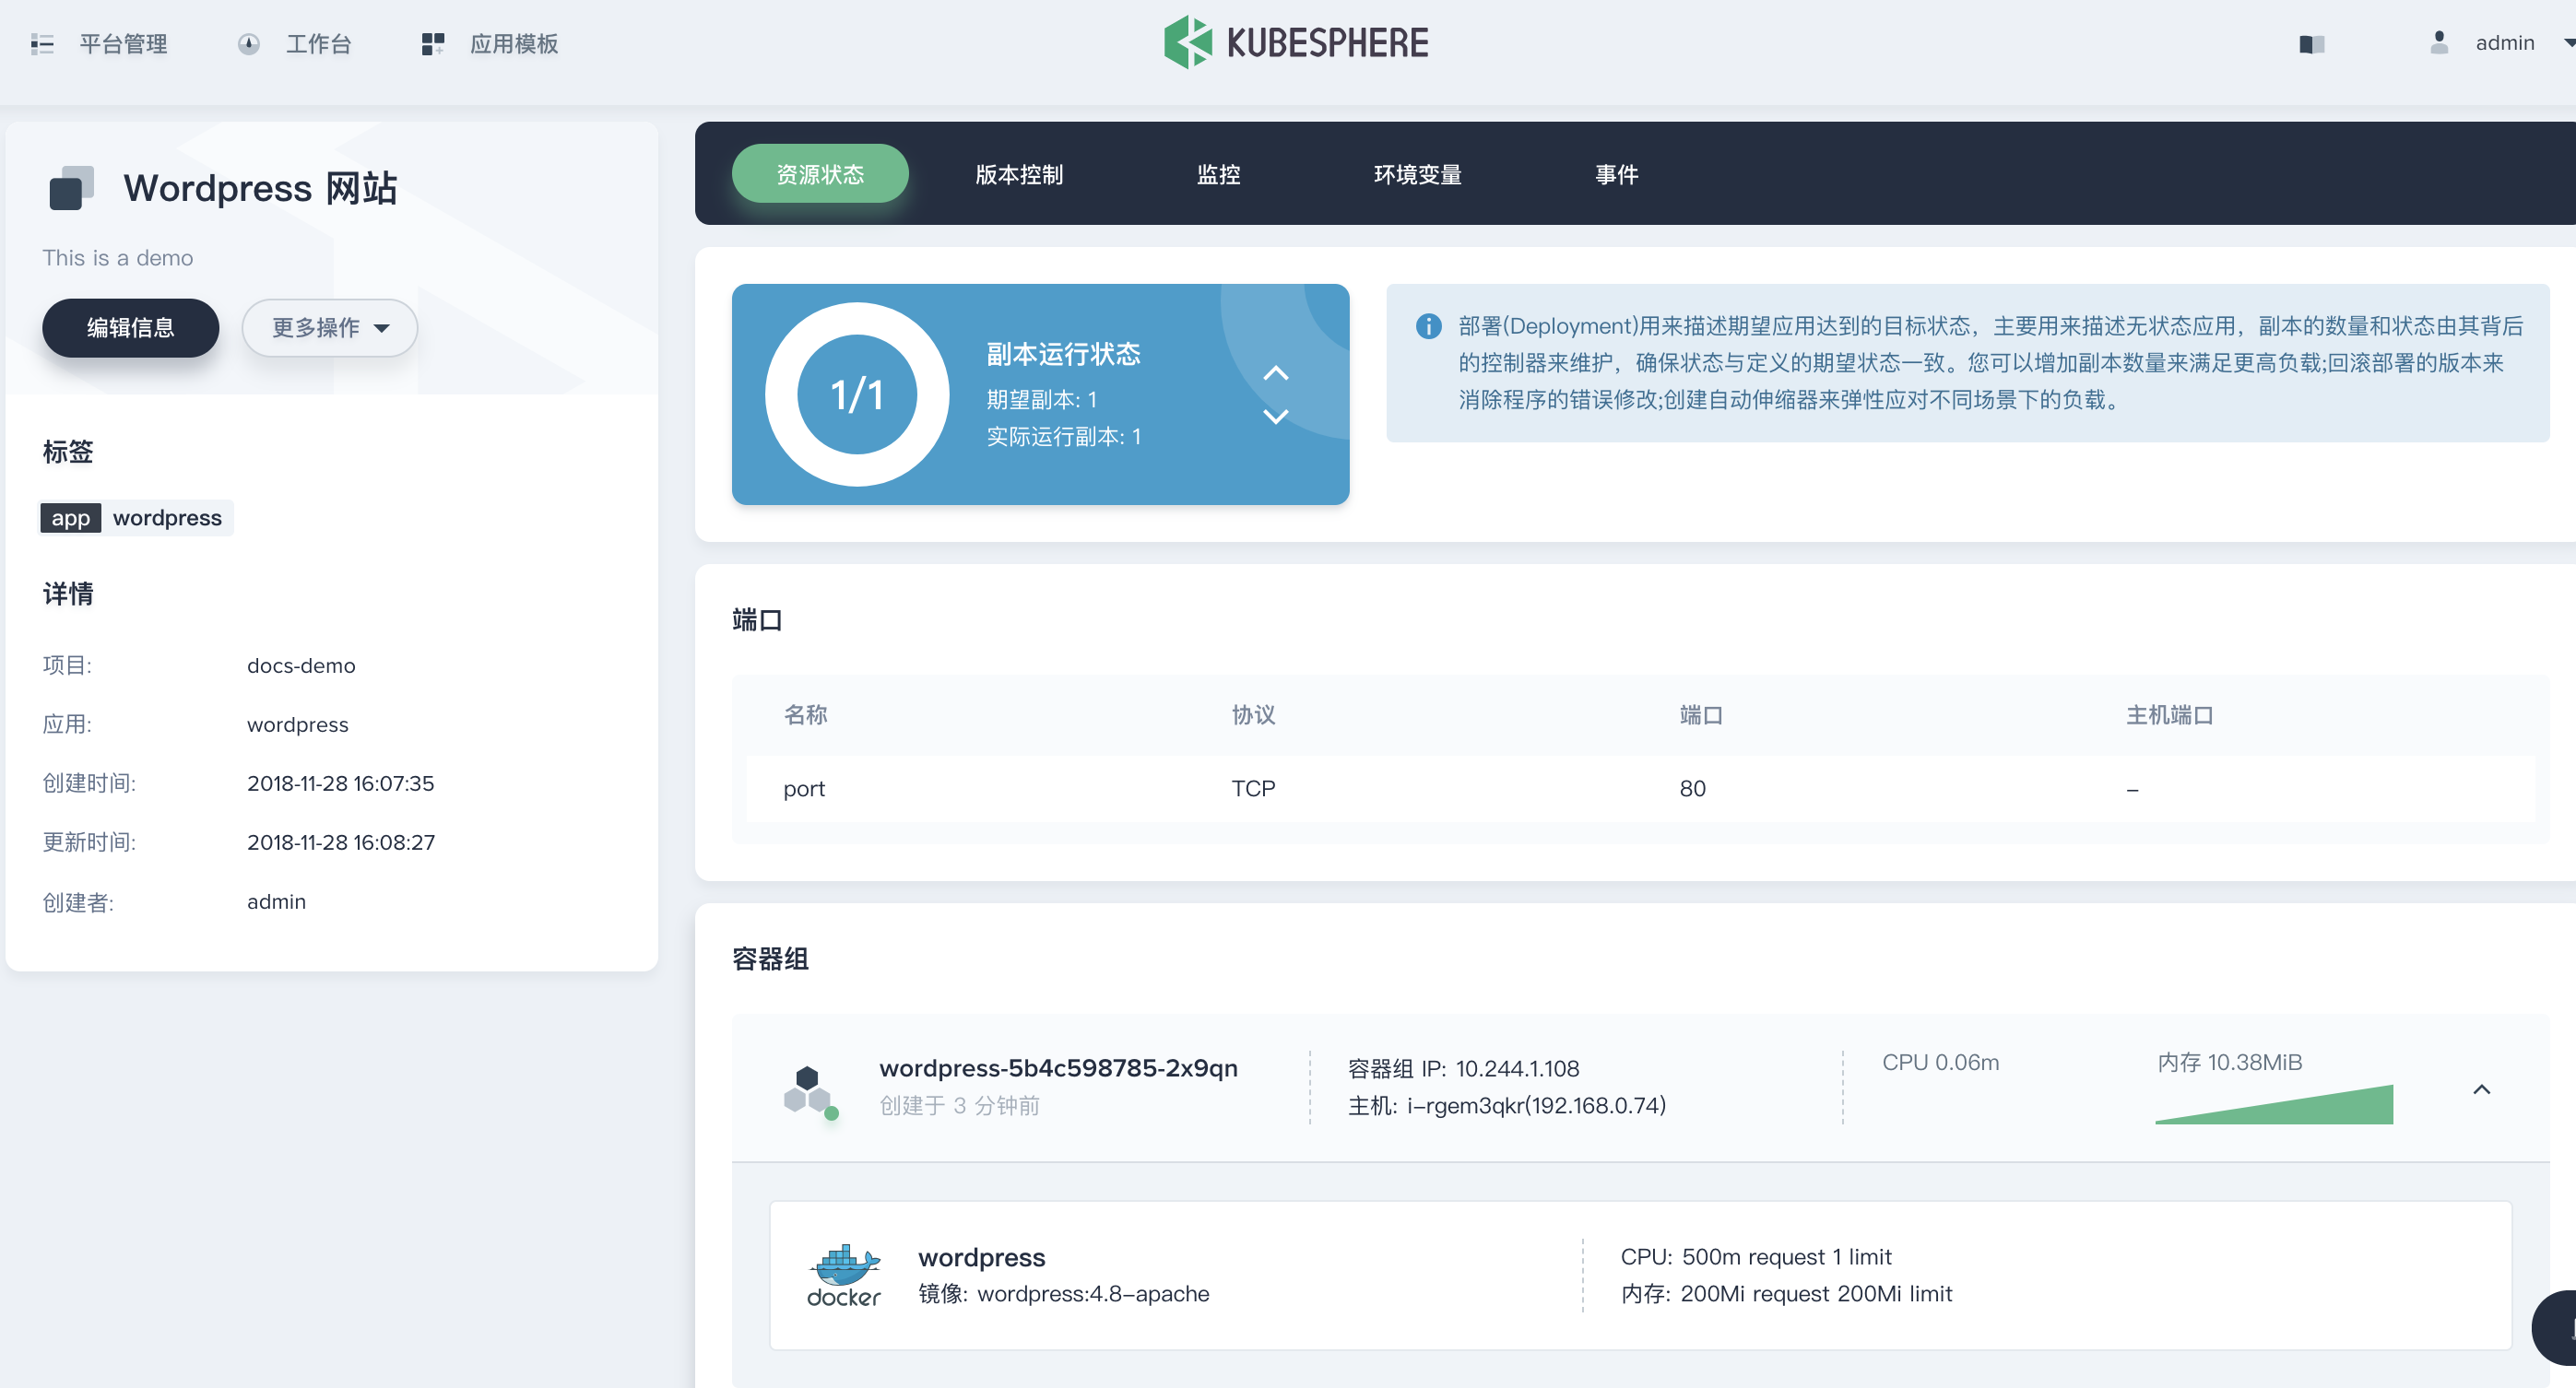 平台管理
工作台
应用模板
KUBESPHERE
admin
Wordpress 网站
This is a demo
编辑信息
更多操作
标签
app wordpress
详情
项目: docs-demo
应用: wordpress
创建时间: 2018-11-28 16:07:35
更新时间: 2018-11-28 16:08:27
创建者: admin
资源状态
版本控制
监控
环境变量
事件
1/1
副本运行状态
期望副本: 1
实际运行副本: 1
部署(Deployment)用来描述期望应用达到的目标状态，主要用来描述无状态应用，副本的数量和状态由其背后
的控制器来维护，确保状态与定义的期望状态一致。您可以增加副本数量来满足更高负载;回滚部署的版本来
消除程序的错误修改;创建自动伸缩器来弹性应对不同场景下的负载。
端口
名称 协议 端口 主机端口
port TCP 80 –
容器组
wordpress-5b4c598785-2x9qn
创建于 3 分钟前
容器组 IP: 10.244.1.108
主机: i-rgem3qkr(192.168.0.74)
CPU 0.06m
内存 10.38MiB
docker
wordpress
镜像: wordpress:4.8-apache
CPU: 500m request 1 limit
内存: 200Mi request 200Mi limit